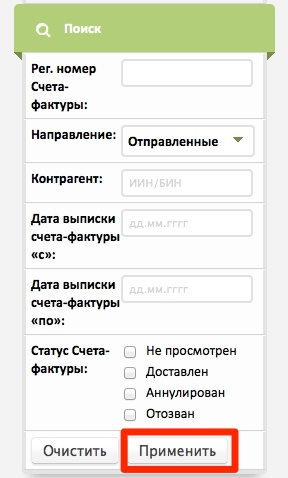 Поиск
Рег. номер
Счета-
фактуры:
Направление:
Отправленные
Контрагент:
ИИН/БИН
Дата выписки
счета-фактуры
«с»:
дд.мм.гггг
Дата выписки
счета-фактуры
«по»:
дд.мм.гггг
Статус Счета-
фактуры:
Не просмотрен
Доставлен
Аннулирован
Отозван
Очистить
Применить